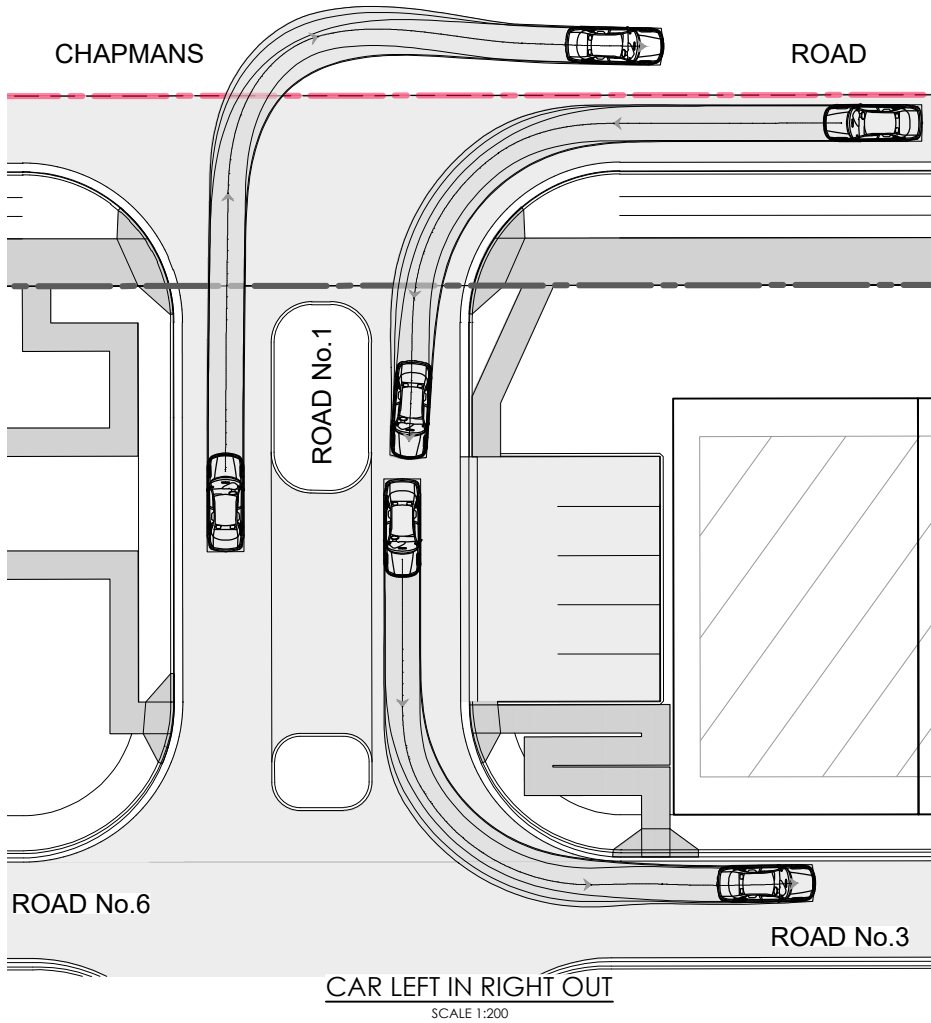 CHAPMANS ROAD
ROAD No.1
ROAD No.6
ROAD No.3
CAR LEFT IN RIGHT OUT
SCALE 1:200